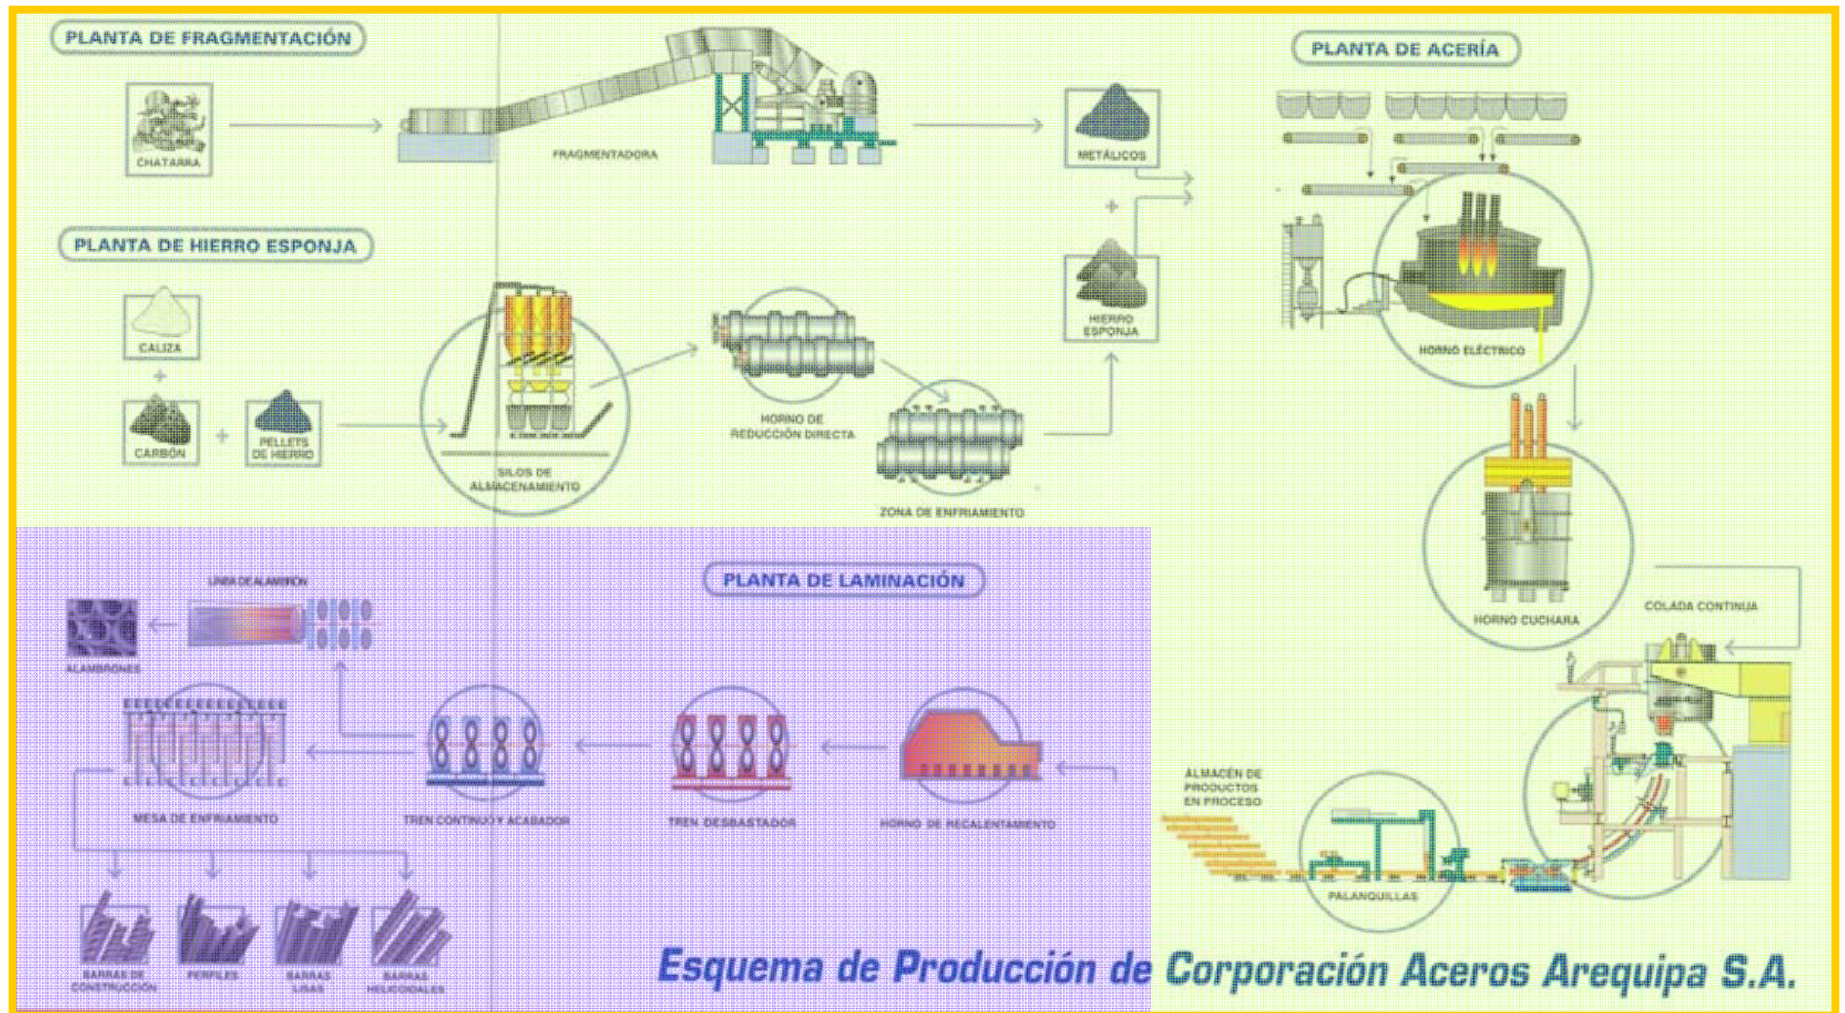 PLANTA DE FRAGMENTACIÓN
CHATARRA
FRAGMENTADORA
METÁLICOS
+
PLANTA DE HIERRO ESPONJA
CALIZA
+
CARBÓN
+
PELLETS
DE HIERRO
SILOS DE
ALMACENAMIENTO
HORNO DE
REDUCCIÓN DIRECTA
ZONA DE ENFRIAMIENTO
HIERRO
ESPONJA
PLANTA DE ACERÍA
HORNO ELÉCTRICO
HORNO CUCHARA
COLADA CONTINUA
ALMACÉN DE
PRODUCTOS
EN PROCESO
PALANQUILLAS
PLANTA DE LAMINACIÓN
LINEA DE ALAMBRÓN
ALAMBRONES
MESA DE ENFRIAMIENTO
TREN CONTINUO Y ACABADOR
TREN DESBASTADOR
HORNO DE RECALENTAMIENTO
BARRAS DE
CONSTRUCCIÓN
PERFILES
BARRAS
LISAS
BARRAS
HELICOIDALES
Esquema de Producción de Corporación Aceros Arequipa S.A.